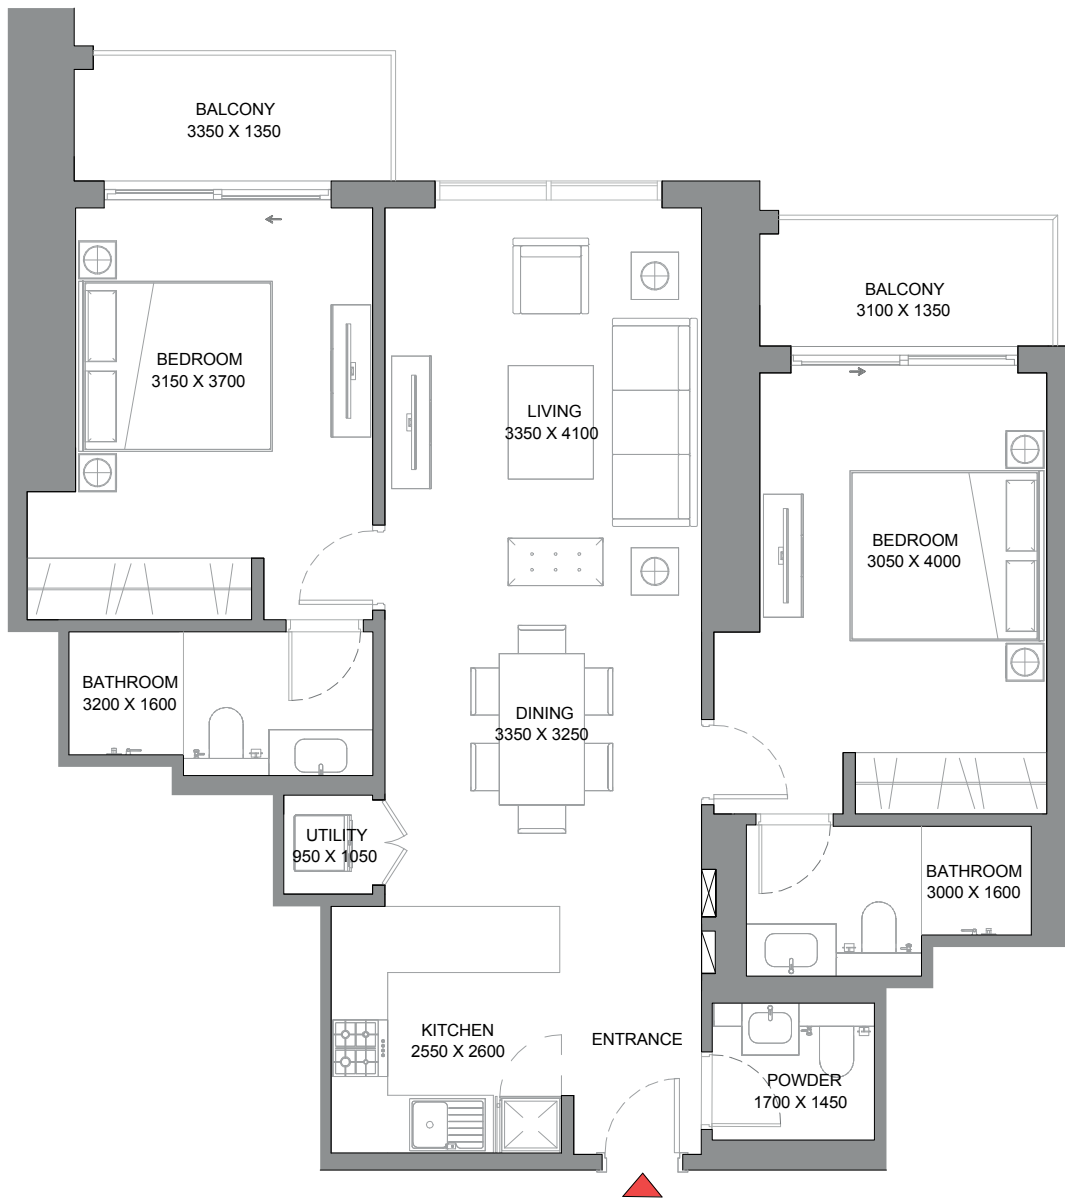 BALCONY
3350 X 1350
BALCONY
3100 X 1350
BEDROOM
3150 X 3700
LIVING
3350 X 4100
BEDROOM
3050 X 4000
BATHROOM
3200 X 1600
DINING
3350 X 3250
UTILITY
950 X 1050
BATHROOM
3000 X 1600
KITCHEN
2550 X 2600
ENTRANCE
POWDER
1700 X 1450